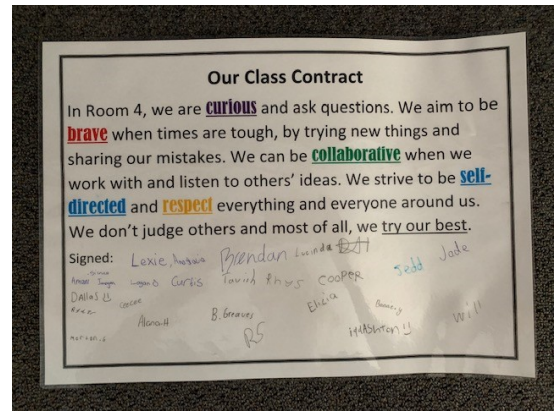 Our Class Contract
In Room 4, we are curious and ask questions. We aim to be
brave when times are tough, by trying new things and
sharing our mistakes. We can be collaborative when we
work with and listen to others' ideas. We strive to be self-
directed and respect everything and everyone around us.
We don't judge others and most of all, we try our best.
Signed: Lexie, Brendan Lucinda
Jade
Jedd
Curtis COOPER
Dallas
Alana.H B.Greaves
Will
RS